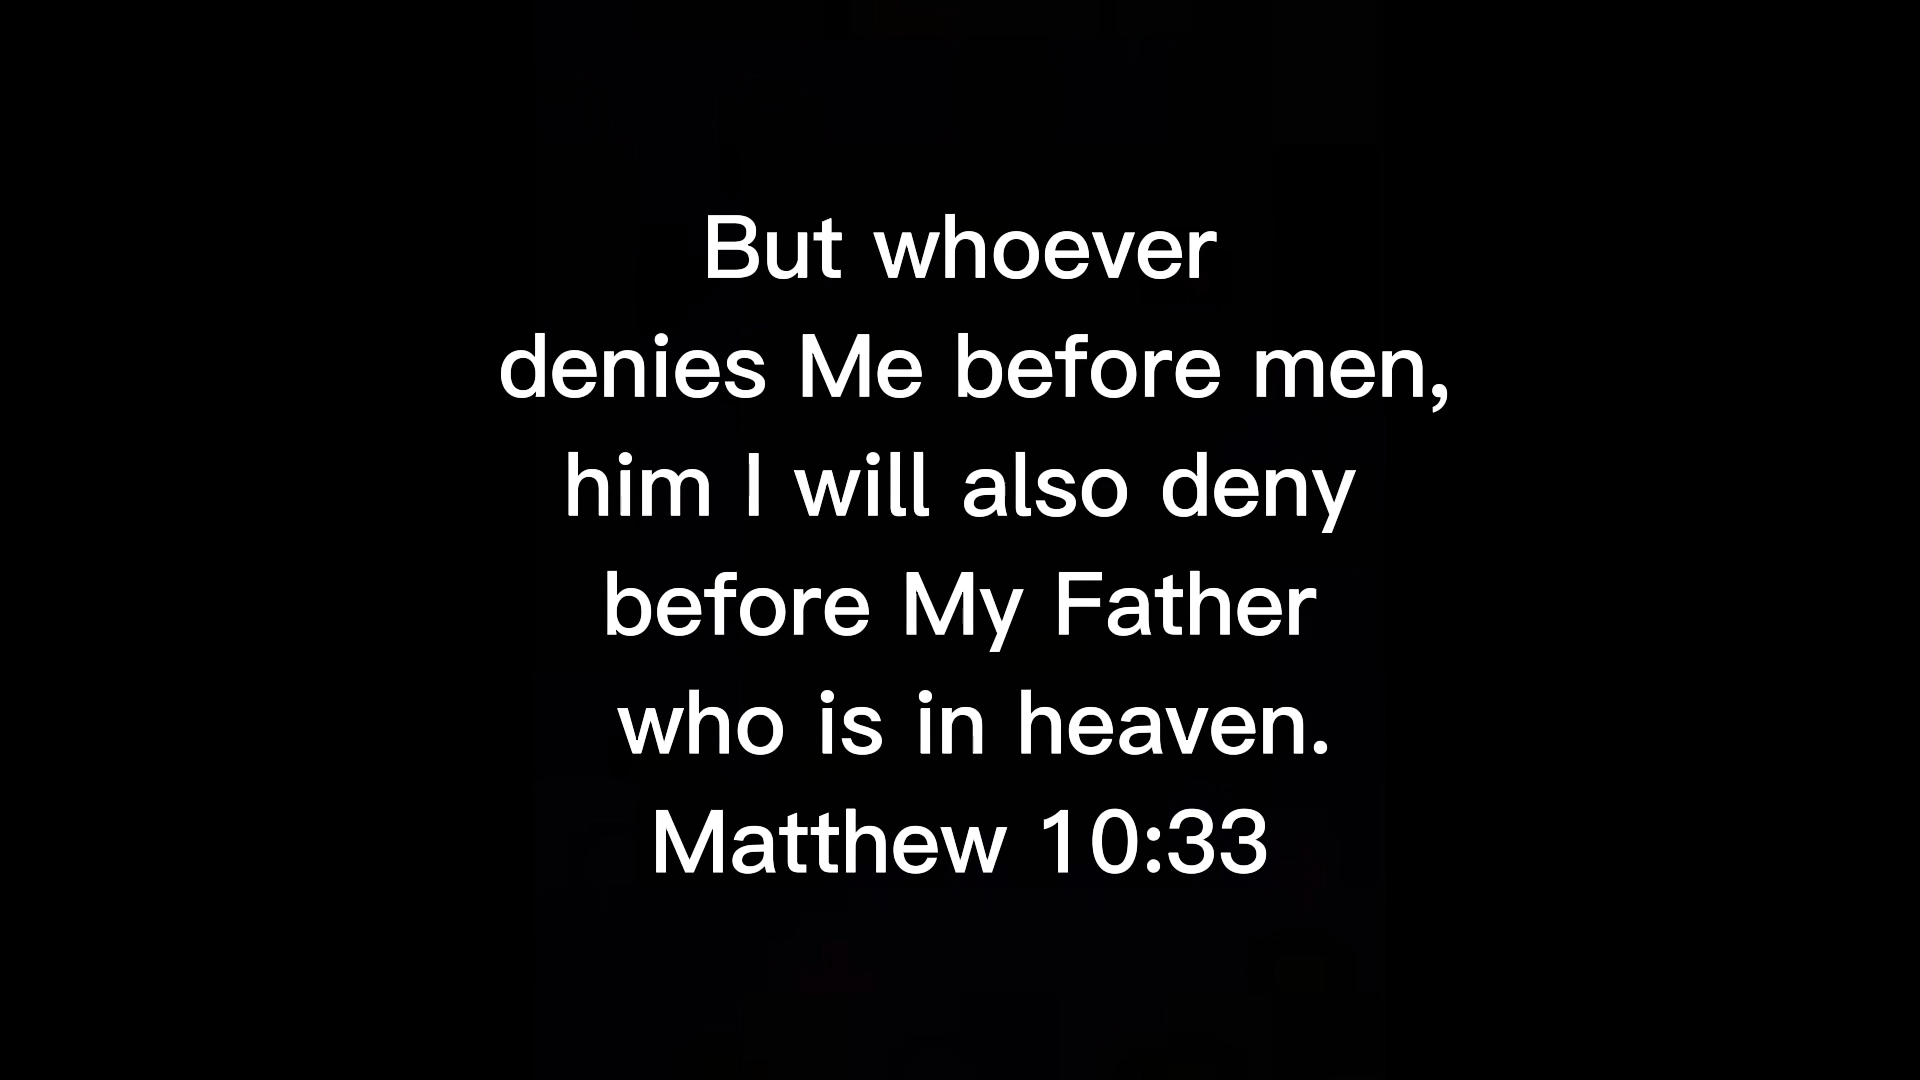 But whoever
denies Me before men,
him I will also deny
before My Father
who is in heaven.
Matthew 10:33